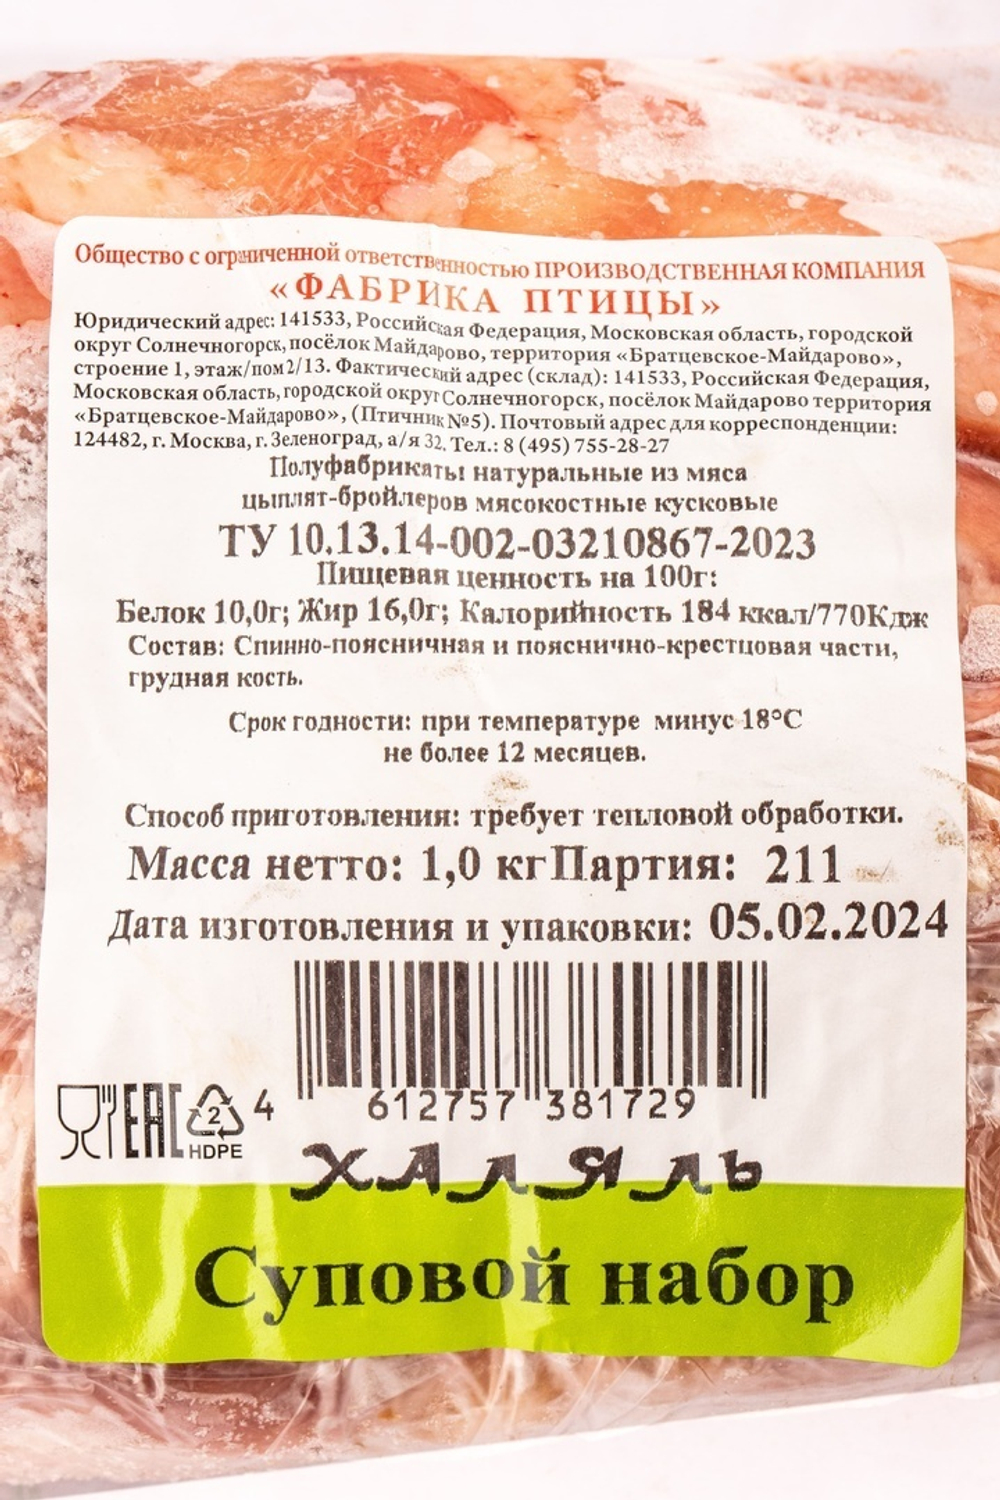 Общество с ограниченной ответственностью ПРОИЗВОДСТВЕННАЯ КОМПАНИЯ
«ФАБРИКА ПТИЦЫ»
Юридический адрес: 141533, Российская Федерация, Московская область, городской
округ Солнечногорск, посёлок Майдарово, территория «Братцевское-Майдарово»,
строение 1, этаж/пом2/13. Фактический адрес (склад): 141533, Российская Федерация,
Московская область, городской округ Солнечногорск, посёлок Майдарово территория
«Братцевское-Майдарово», (Птичник №5). Почтовый адрес для корреспонденции:
124482, г. Москва, г. Зеленоград, а/я 32. Тел.: 8 (495) 755-28-27
Полуфабрикаты натуральные из мяса
цыплят-бройлеров мясокостные кусковые
ТУ 10.13.14-002-03210867-2023
Пищевая ценность на 100г:
Белок 10,0г; Жир 16,0г; Калорийность 184 ккал/770Кдж
Состав: Спинно-поясничная и пояснично-крестцовая части,
грудная кость.
Срок годности: при температуре минус 18°С
не более 12 месяцев.
Способ приготовления: требует тепловой обработки.
Масса нетто: 1,0 кг Партия: 211
Дата изготовления и упаковки: 05.02.2024
EAC 2 HDPE 4 612757 381729
ХАЛЯЛЬ
Суповой набор